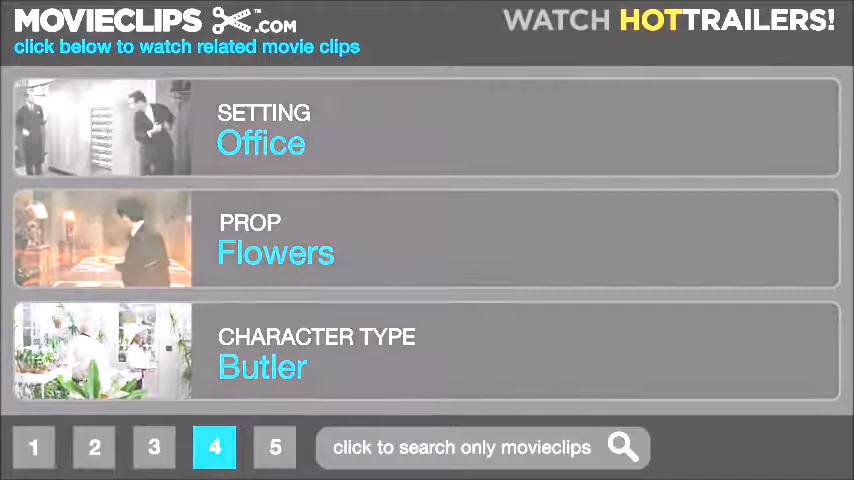 MOVIECLIPS .COM™
click below to watch related movie clips
WATCH HOTTRAILERS!
SETTING
Office
PROP
Flowers
CHARACTER TYPE
Butler
1 2 3 4 5 click to search only movieclips